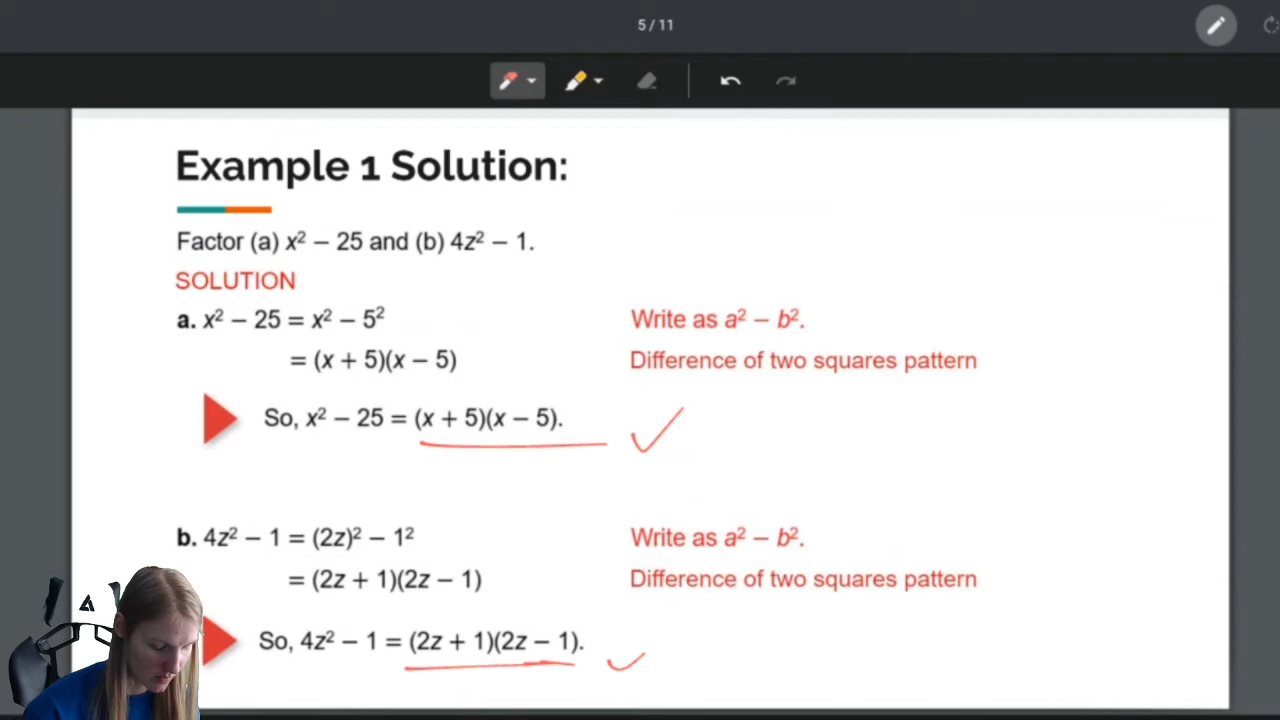 5 / 11
Example 1 Solution:
Factor (a) x² − 25 and (b) 4z² − 1.
SOLUTION
a. x² − 25 = x² − 5² Write as a² − b².
= (x + 5)(x − 5) Difference of two squares pattern
So, x² − 25 = (x + 5)(x − 5).
b. 4z² − 1 = (2z)² − 1² Write as a² − b².
= (2z + 1)(2z − 1) Difference of two squares pattern
So, 4z² − 1 = (2z + 1)(2z − 1).